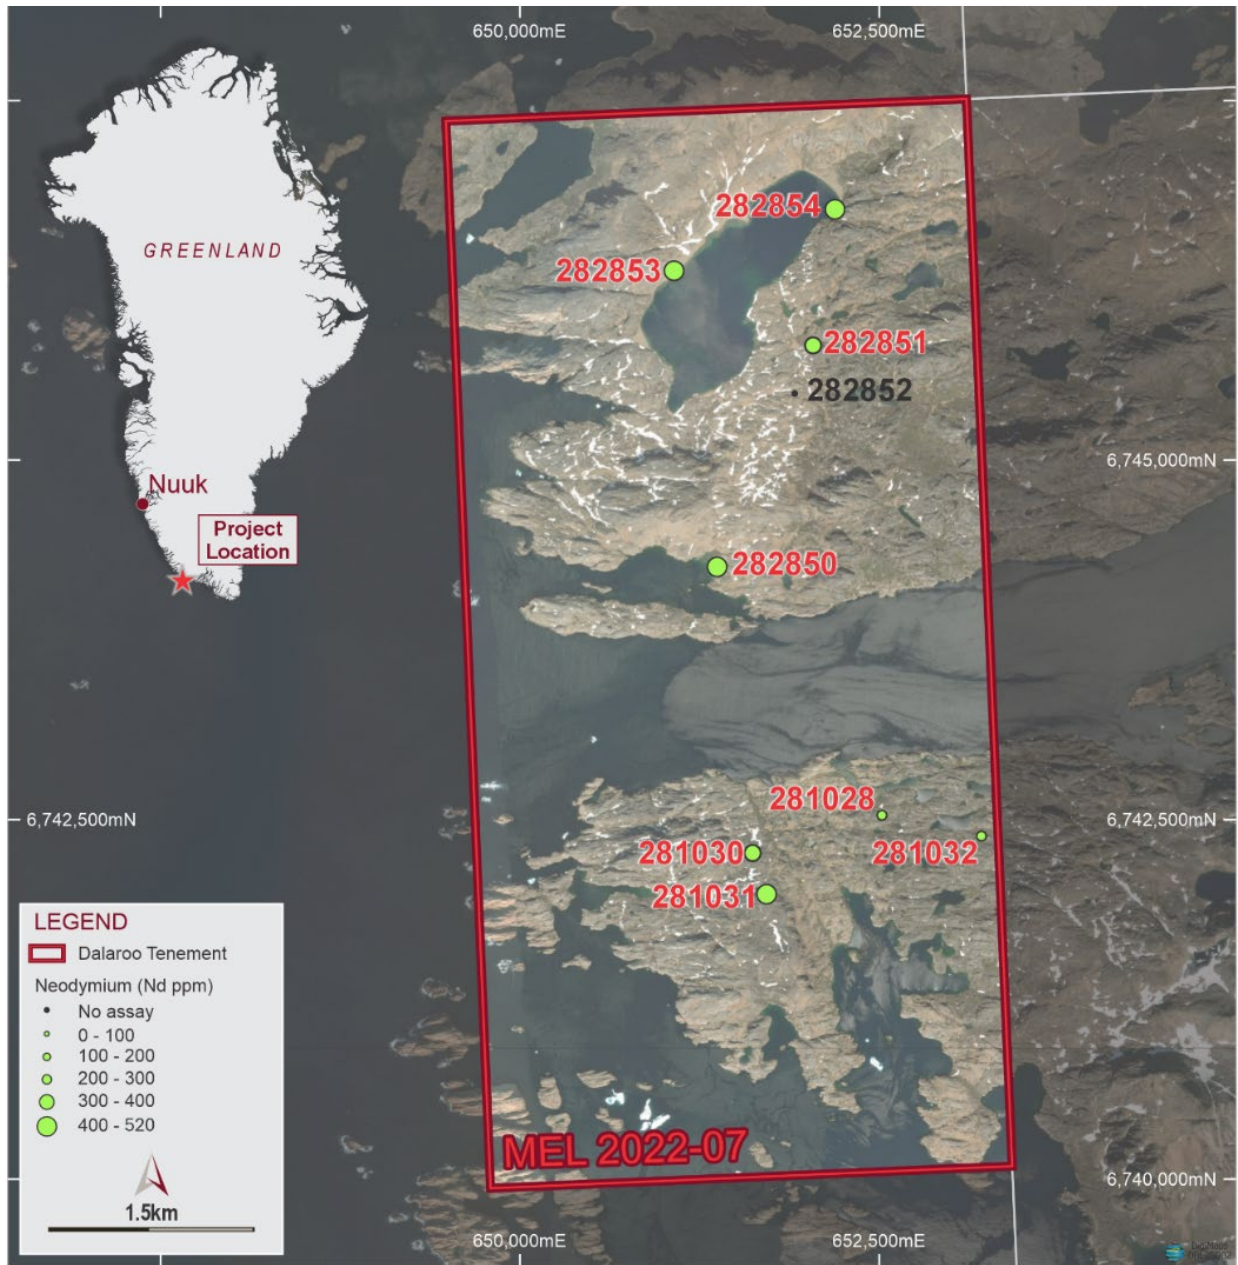 650,000mE
652,500mE
282854
GREENLAND
282853
282851
282852
6,745,000mN
Nuuk
Project
Location
282850
281028
6,742,500mN
6,742,500mN
281030
281032
281031
LEGEND
Dalaroo Tenement
Neodymium (Nd ppm)
No assay
0 - 100
100 - 200
200 - 300
300 - 400
400 - 520
MEL 2022-07
6,740,000mN
1.5km
650,000mE
652,500mE